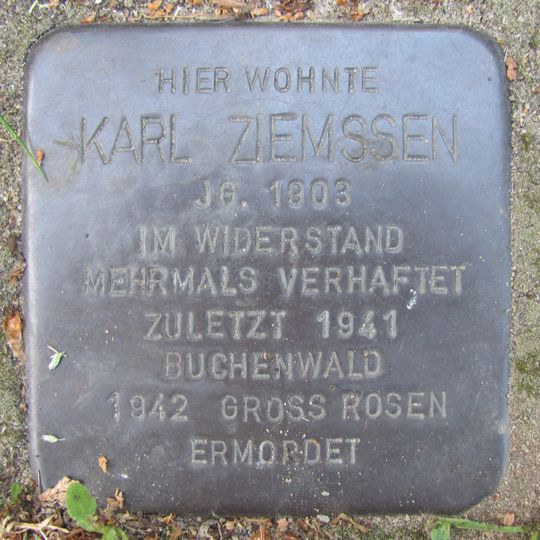 HIER WOHNTE
KARL ZIEMSSEN
JG. 1903
IM WIDERSTAND
MEHRMALS VERHAFTET
ZULETZT 1941
BUCHENWALD
1942 GROSS ROSEN
ERMORDET